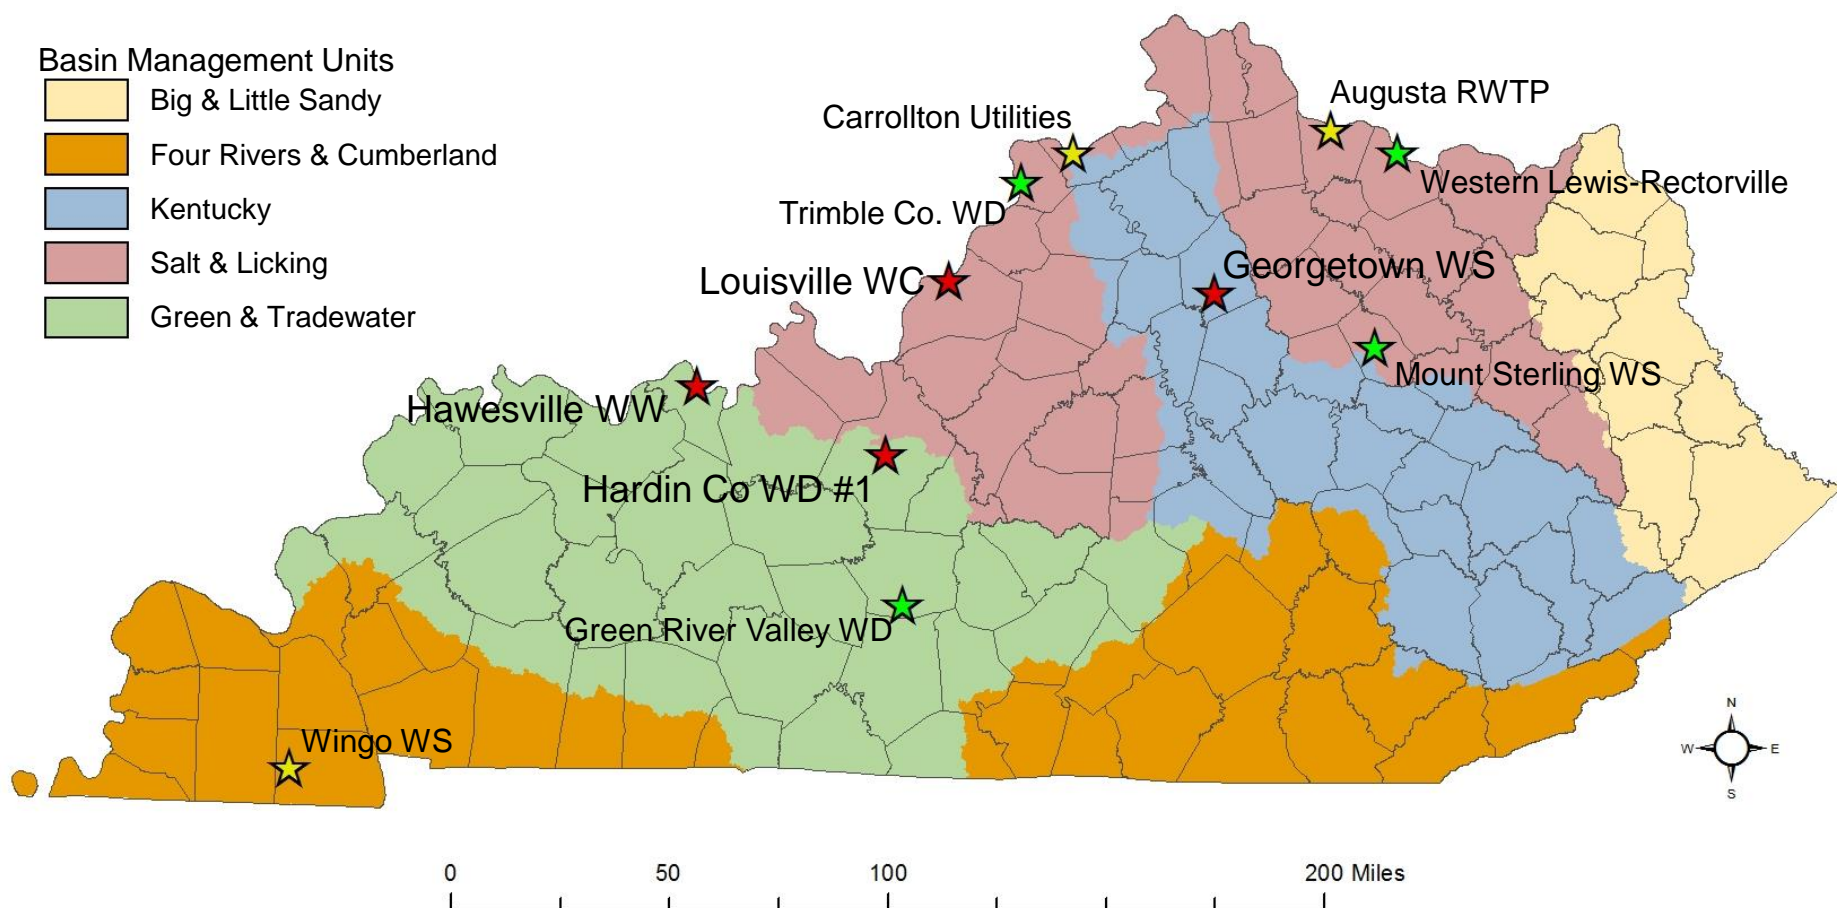 Basin Management Units
Big & Little Sandy
Four Rivers & Cumberland
Kentucky
Salt & Licking
Green & Tradewater
Augusta RWTP
Carrollton Utilities
Western Lewis-Rectorville
Trimble Co. WD
Georgetown WS
Louisville WC
Mount Sterling WS
Hawesville WW
Hardin Co WD #1
Green River Valley WD
Wingo WS
N
W E
S
0 50 100 200 Miles